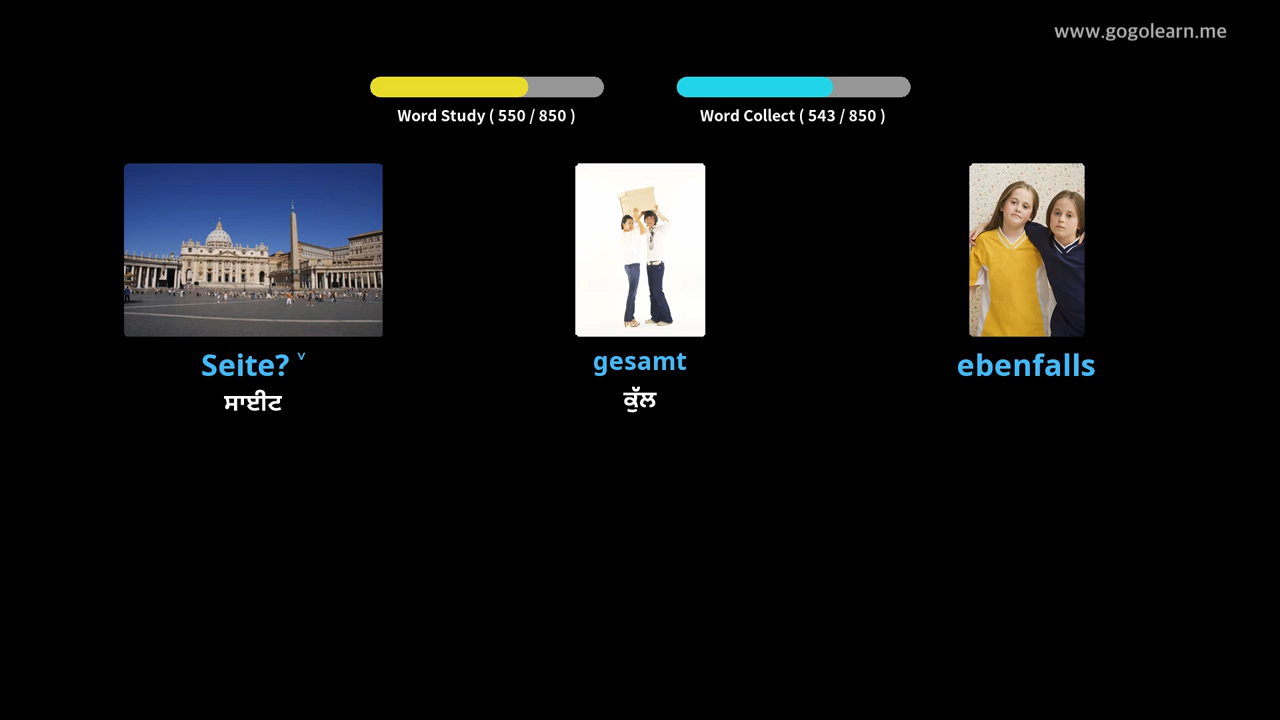 www.gogolearn.me
Word Study ( 550 / 850 )
Word Collect ( 543 / 850 )
Seite? ˅
gesamt
ebenfalls
ਸਾਈਟ
ਕੁੱਲ